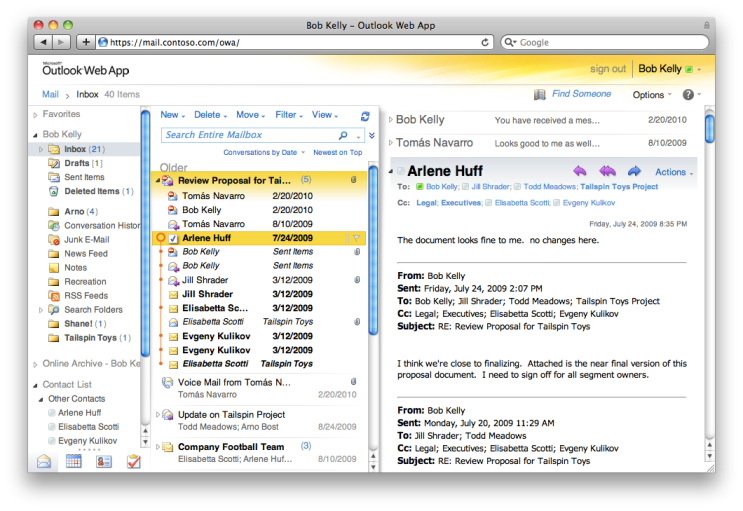 Bob Kelly – Outlook Web App
https://mail.contoso.com/owa/
Google
Microsoft
Outlook Web App
sign out
Bob Kelly
Mail > Inbox 40 Items
Find Someone
Options
?
Favorites
Bob Kelly
Inbox (21)
Drafts [1]
Sent Items
Deleted Items (1)
Arno (4)
Conversation Histor
Junk E-Mail
News Feed
Notes
Recreation
RSS Feeds
Search Folders
Shane! (1)
Tailspin Toys (1)
Online Archive - Bob Ke
Contact List
Other Contacts
Arlene Huff
Elisabetta Scotti
Evgeny Kulikov
New Delete Move Filter View
Search Entire Mailbox
Conversations by Date Newest on Top
Older
Review Proposal for Tai... (5)
Tomás Navarro 2/20/2010
Bob Kelly 2/20/2010
Tomás Navarro 8/10/2009
Arlene Huff 7/24/2009
Bob Kelly Sent Items
Bob Kelly Sent Items
Jill Shrader 3/12/2009
Jill Shrader 3/12/2009
Elisabetta Sc... 3/12/2009
Elisabetta Scotti Tailspin Toys
Evgeny Kulikov 3/12/2009
Evgeny Kulikov 3/12/2009
Elisabetta Scotti Tailspin Toys
Voice Mail from Tomás N...
Tomás Navarro 2/20/2010
Update on Tailspin Project
Todd Meadows; Arno Bost 8/24/2009
Company Football Team (3)
Elisabetta Scotti; Arlene Huf... 8/10/2009
Bob Kelly You have received a mes... 2/20/2010
Tomás Navarro Looks good to me as well... 8/10/2009
Arlene Huff
Actions
To: Bob Kelly; Jill Shrader; Todd Meadows; Tailspin Toys Project
Cc: Legal; Executives; Elisabetta Scotti; Evgeny Kulikov
Friday, July 24, 2009 8:35 PM
The document looks fine to me. no changes here.
From: Bob Kelly
Sent: Friday, July 24, 2009 2:07 PM
To: Bob Kelly; Jill Shrader; Todd Meadows; Tailspin Toys Project
Cc: Legal; Executives; Elisabetta Scotti; Evgeny Kulikov
Subject: RE: Review Proposal for Tailspin Toys
I think we're close to finalizing. Attached is the near final version of this
proposal document. I need to sign off for all segment owners.
From: Bob Kelly
Sent: Monday, July 20, 2009 11:29 AM
To: Jill Shrader; Todd Meadows
Cc: Legal; Executives; Elisabetta Scotti; Evgeny Kulikov
Subject: RE: Review Proposal for Tailspin Toys